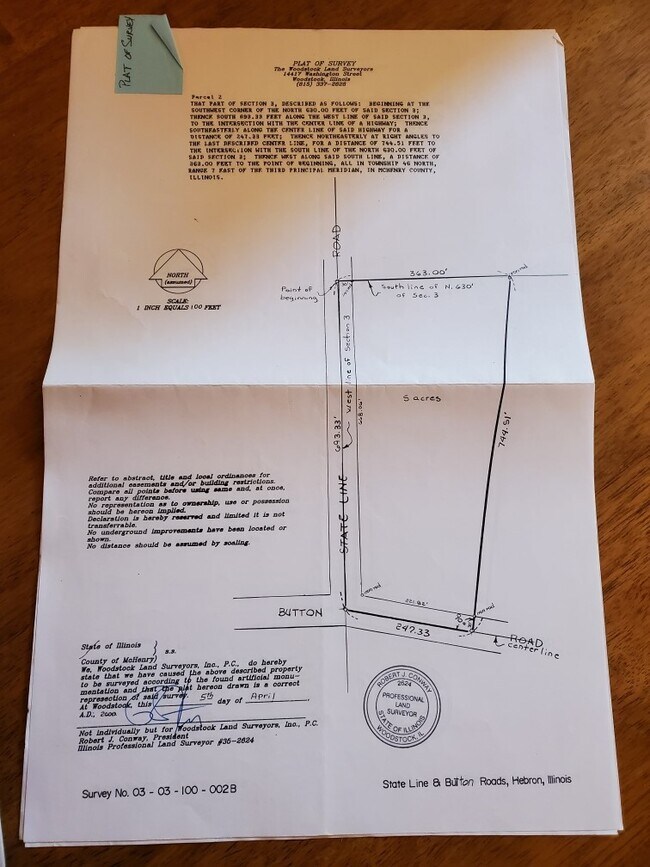 PLAT OF SURVEY
PLAT OF SURVEY
The Woodstock Land Surveyors
14417 Washington Street
Woodstock, Illinois
(815) 337-2828
Parcel 2
THAT PART OF SECTION 3, DESCRIBED AS FOLLOWS: BEGINNING AT THE
SOUTHWEST CORNER OF THE NORTH 630.00 FEET OF SAID SECTION 3;
THENCE SOUTH 693.33 FEET ALONG THE WEST LINE OF SAID SECTION 3,
TO THE INTERSECTION WITH THE CENTER LINE OF A HIGHWAY; THENCE
SOUTHEASTERLY ALONG THE CENTER LINE OF SAID HIGHWAY FOR A
DISTANCE OF 247.33 FEET; THENCE NORTHEASTERLY AT RIGHT ANGLES TO
THE LAST DESCRIBED CENTER LINE, FOR A DISTANCE OF 744.51 FEET TO
THE INTERSECTION WITH THE SOUTH LINE OF THE NORTH 630.00 FEET OF
SAID SECTION 3; THENCE WEST ALONG SAID SOUTH LINE, A DISTANCE OF
363.00 FEET TO THE POINT OF BEGINNING, ALL IN TOWNSHIP 46 NORTH,
RANGE 7 EAST OF THE THIRD PRINCIPAL MERIDIAN, IN MCHENRY COUNTY,
ILLINOIS.
ROAD
NORTH
(assumed)
SCALE:
1 INCH EQUALS 100 FEET
Point of
beginning
363.00'
South line of N. 630'
of Sec. 3
West line of Section 3
693.33'
5 acres
744.51'
STATE LINE
Refer to abstract, title and local ordinances for
additional easements and/or building restrictions.
Compare all points before using same and, at once,
report any difference.
No representation as to ownership, use or possession
should be hereon implied.
Declaration is hereby reserved and limited it is not
transferrable.
No underground improvements have been located or
shown.
No distance should be assumed by scaling.
BUTTON
247.33
ROAD
centerline
State of Illinois
S.S.
County of McHenry
We, Woodstock Land Surveyors, Inc., P.C., do hereby
state that we have caused the above described property
to be surveyed according to the found artificial monu-
mentation and that the plat hereon drawn is a correct
represection of said survey.
At Woodstock, this 5th day of April
A.D., 2000.
Not individually but for Woodstock Land Surveyors, Inc., P.C.
Robert J. Conway, President
Illinois Professional Land Surveyor #35-2624
ROBERT J. CONWAY
2624
PROFESSIONAL
LAND
SURVEYOR
STATE OF ILLINOIS
WOODSTOCK, IL
Survey No. 03-03-100-002B
State Line & Button Roads, Hebron, Illinois